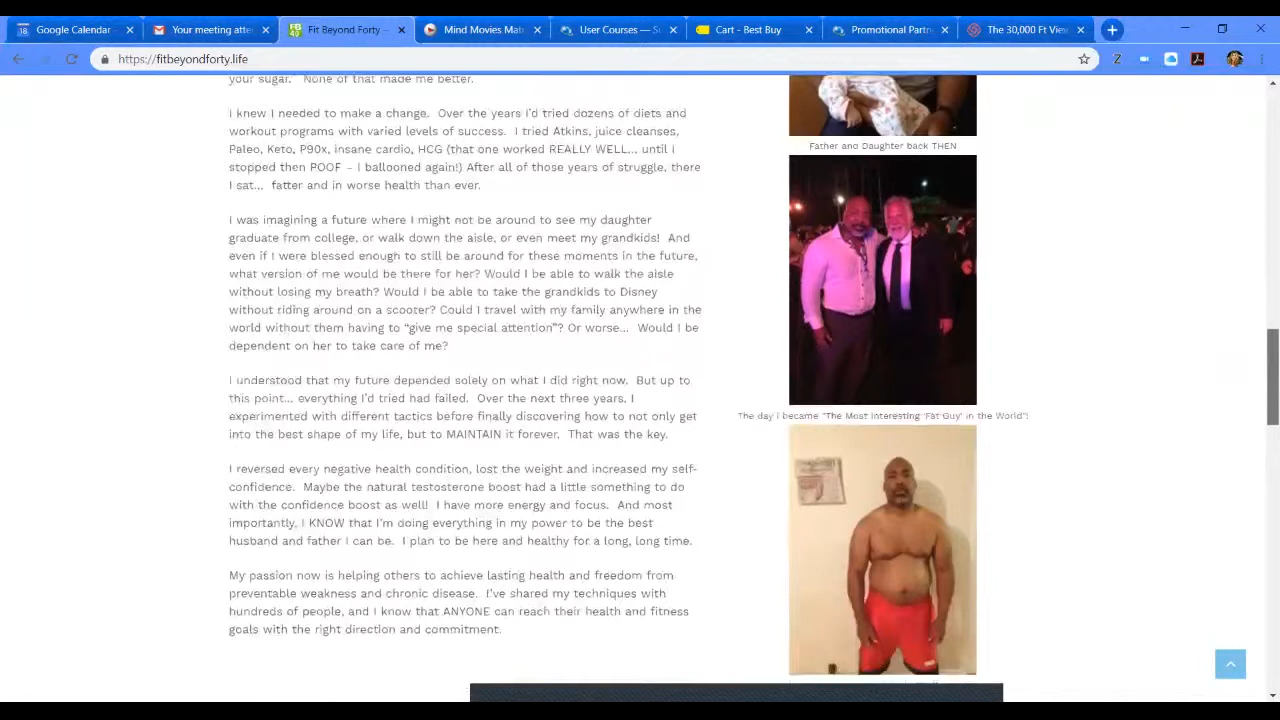 Google Calendar -
Your meeting atte
Fit Beyond Forty –
Mind Movies Mat
User Courses — S
Cart - Best Buy
Promotional Partn
The 30,000 Ft View
https://fitbeyondforty.life
your sugar." None of that made me better.
I knew I needed to make a change. Over the years I'd tried dozens of diets and
workout programs with varied levels of success. I tried Atkins, juice cleanses,
Paleo, Keto, P90x, insane cardio, HCG (that one worked REALLY WELL... until I
stopped then POOF – I ballooned again!) After all of those years of struggle, there
I sat... fatter and in worse health than ever.
I was imagining a future where I might not be around to see my daughter
graduate from college, or walk down the aisle, or even meet my grandkids! And
even if I were blessed enough to still be around for these moments in the future,
what version of me would be there for her? Would I be able to walk the aisle
without losing my breath? Would I be able to take the grandkids to Disney
without riding around on a scooter? Could I travel with my family anywhere in the
world without them having to "give me special attention"? Or worse... Would I be
dependent on her to take care of me?
I understood that my future depended solely on what I did right now. But up to
this point... everything I'd tried had failed. Over the next three years, I
experimented with different tactics before finally discovering how to not only get
into the best shape of my life, but to MAINTAIN it forever. That was the key.
I reversed every negative health condition, lost the weight and increased my self-
confidence. Maybe the natural testosterone boost had a little something to do
with the confidence boost as well! I have more energy and focus. And most
importantly, I KNOW that I'm doing everything in my power to be the best
husband and father I can be. I plan to be here and healthy for a long, long time.
My passion now is helping others to achieve lasting health and freedom from
preventable weakness and chronic disease. I've shared my techniques with
hundreds of people, and I know that ANYONE can reach their health and fitness
goals with the right direction and commitment.
Father and Daughter back THEN
The day I became "The Most Interesting 'Fat Guy' in the World"!